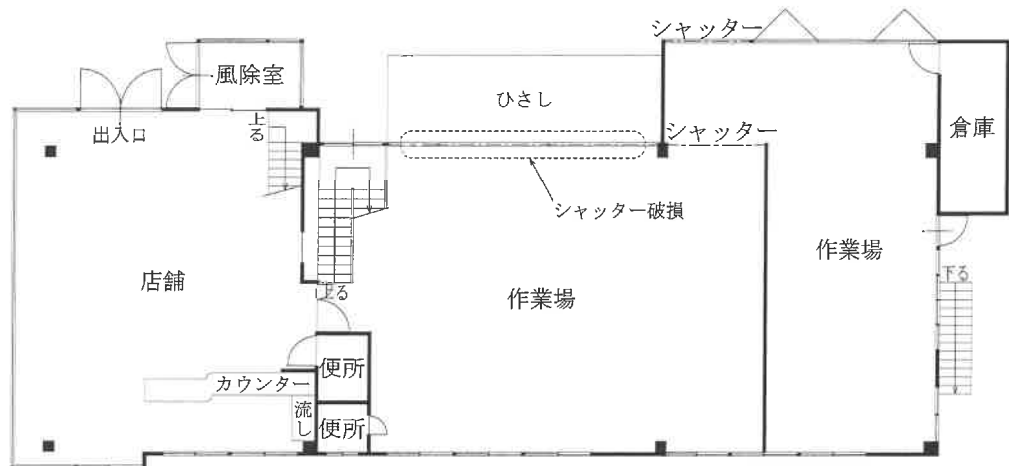 シャッター
風除室
ひさし
出入口
上る
シャッター
倉庫
シャッター破損
作業場
店舗
下る
上る
作業場
便所
カウンター
流し
便所